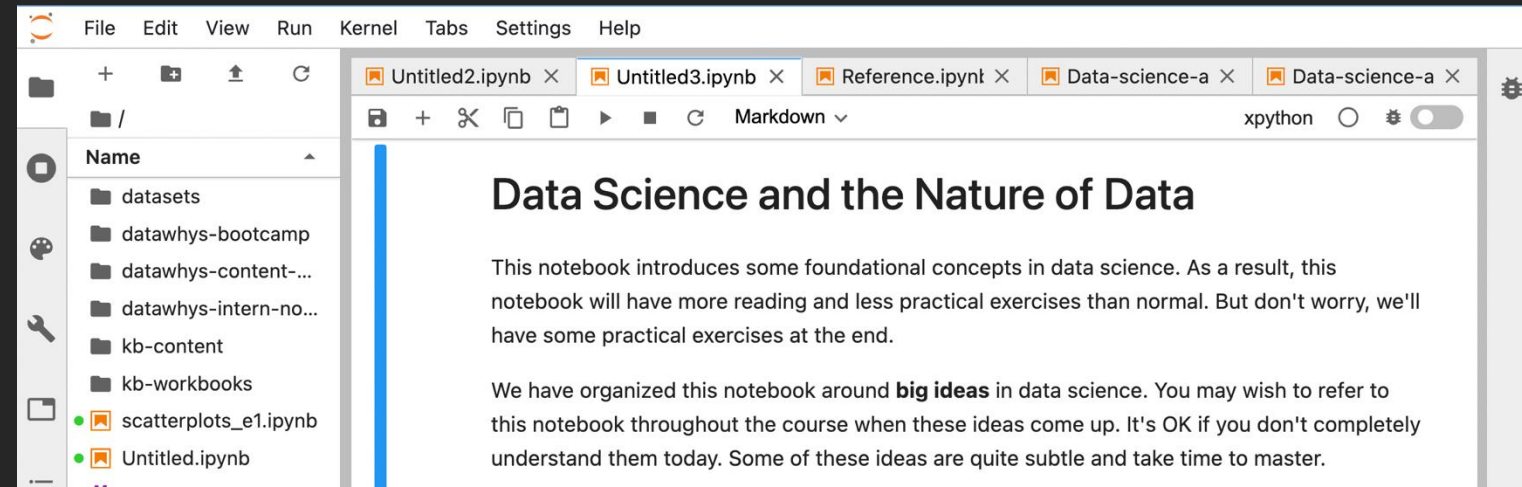 File Edit View Run Kernel Tabs Settings Help
Untitled2.ipynb
Untitled3.ipynb
Reference.ipynb
Data-science-a
Data-science-a
/
Markdown
xpython
Name
datasets
datawhys-bootcamp
datawhys-content-...
datawhys-intern-no...
kb-content
kb-workbooks
scatterplots_e1.ipynb
Untitled.ipynb
Data Science and the Nature of Data
This notebook introduces some foundational concepts in data science. As a result, this
notebook will have more reading and less practical exercises than normal. But don't worry, we'll
have some practical exercises at the end.
We have organized this notebook around big ideas in data science. You may wish to refer to
this notebook throughout the course when these ideas come up. It's OK if you don't completely
understand them today. Some of these ideas are quite subtle and take time to master.